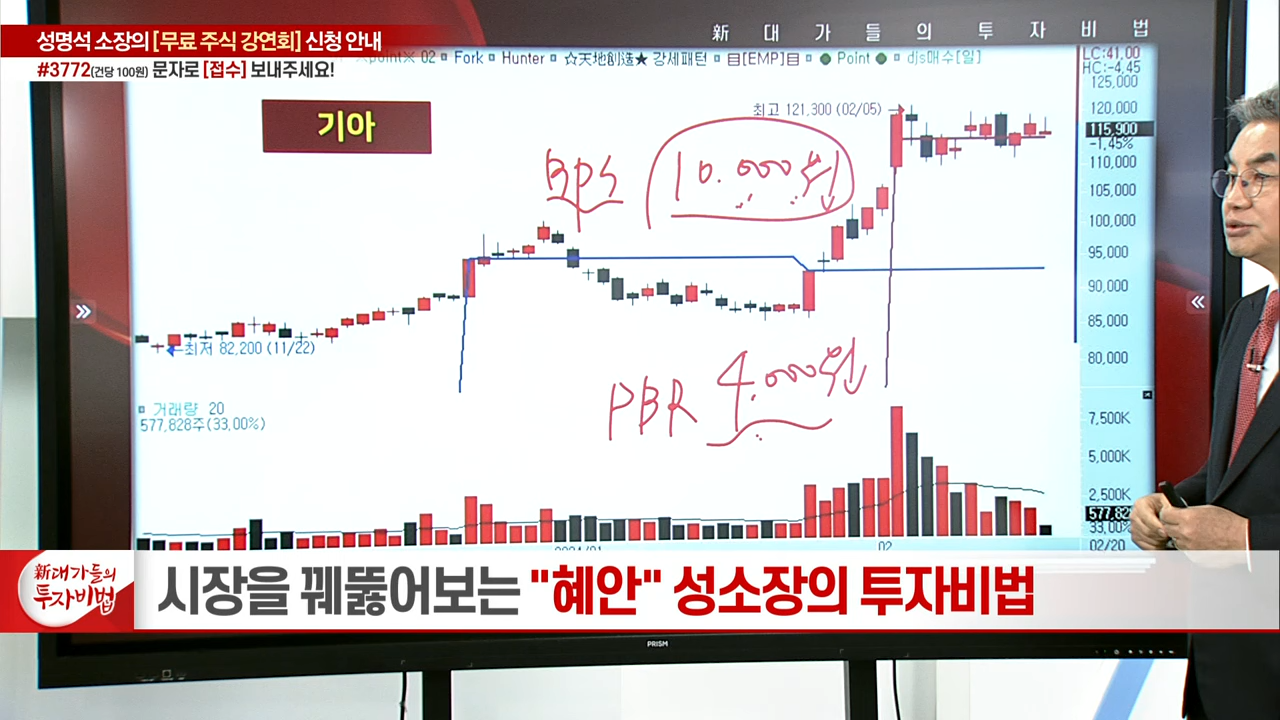 성명석 소장의 [무료 주식 강연회] 신청 안내
#3772(건당 100원) 문자로 [접수] 보내주세요!
新대가들의 투자비법
point× 02 Fork Hunter ☆天地創造★ 강세패턴 目[EMP]目 Point djs매수[일]
LC:41,00
HC:-4,45
기아
최고 121,300 (02/05)
125,000
120,000
115,900
-1,45%
110,000
105,000
100,000
95,000
90,000
85,000
80,000
BPS 10.000원
최저 82,200 (11/22)
PBR 4.000원
거래량 20
577,828주(33,00%)
7,500K
5,000K
2,500K
577,82
33,00%
02
02/20
新대가들의
투자비법
시장을 꿰뚫어보는 "혜안" 성소장의 투자비법
PRISM